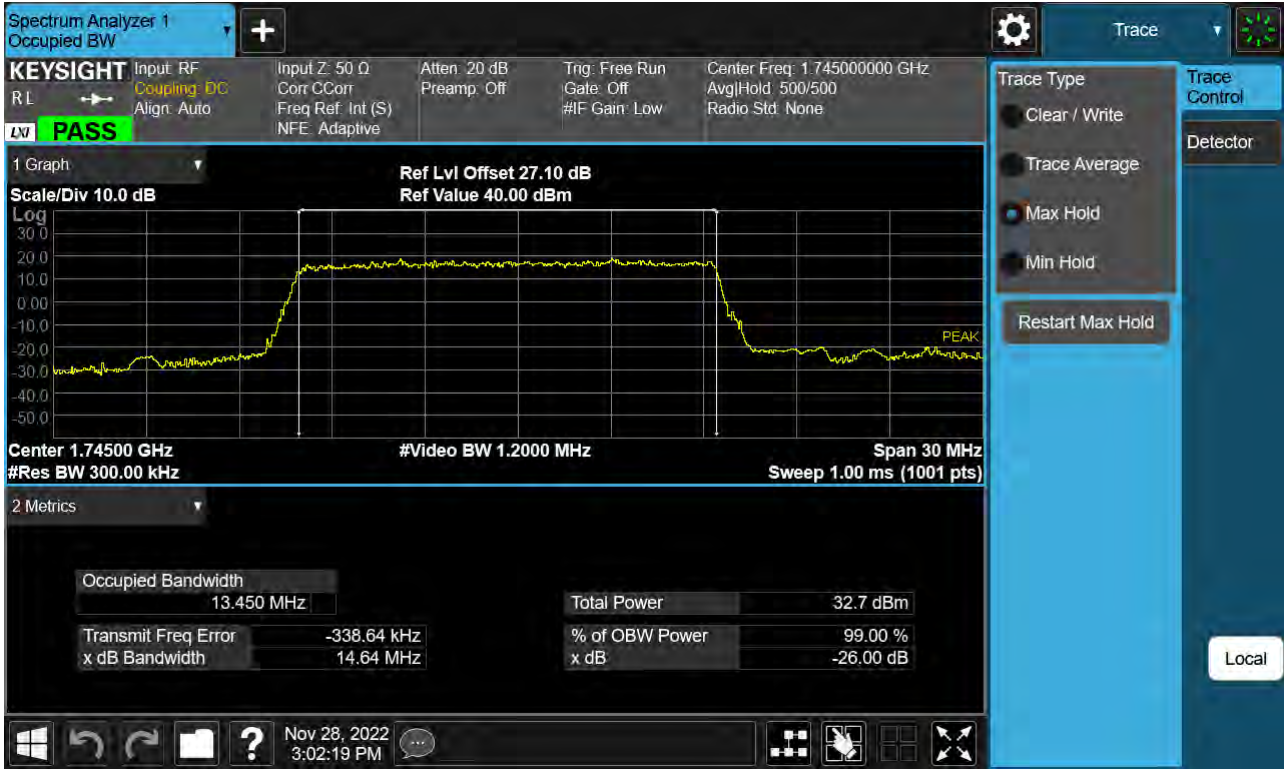 Spectrum Analyzer 1
Occupied BW
+
Trace
KEYSIGHT
R L
LXI
PASS
Input: RF
Coupling: DC
Align: Auto
Input Z: 50 Ω
Corr CCorr
Freq Ref: Int (S)
NFE: Adaptive
Atten: 20 dB
Preamp: Off
Trig: Free Run
Gate: Off
#IF Gain: Low
Center Freq: 1.745000000 GHz
Avg|Hold: 500/500
Radio Std: None
1 Graph
Scale/Div 10.0 dB
Ref Lvl Offset 27.10 dB
Ref Value 40.00 dBm
Log
30.0
20.0
10.0
0.00
-10.0
-20.0
-30.0
-40.0
-50.0
PEAK
Center 1.74500 GHz
#Video BW 1.2000 MHz
Span 30 MHz
#Res BW 300.00 kHz
Sweep 1.00 ms (1001 pts)
2 Metrics
Occupied Bandwidth
13.450 MHz
Total Power 32.7 dBm
Transmit Freq Error -338.64 kHz
% of OBW Power 99.00 %
x dB Bandwidth 14.64 MHz
x dB -26.00 dB
Trace Type
Clear / Write
Trace Average
Max Hold
Min Hold
Restart Max Hold
Trace
Control
Detector
Local
?
Nov 28, 2022
3:02:19 PM